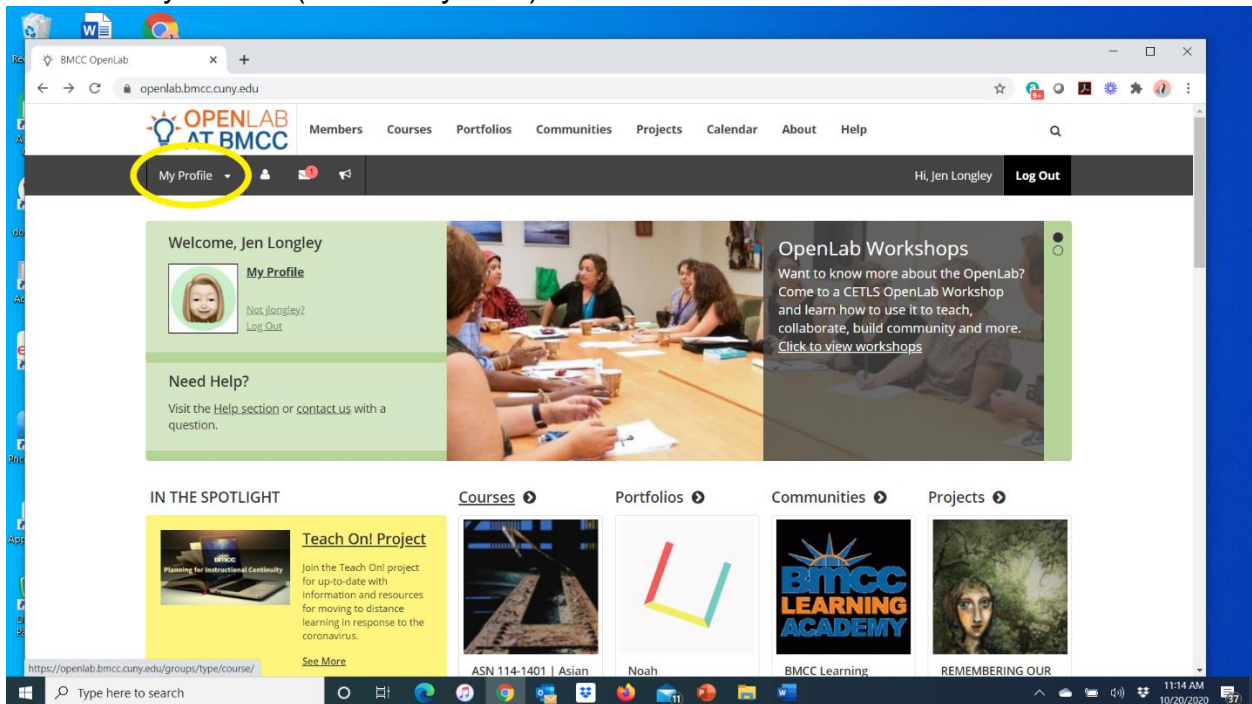 BMCC OpenLab
openlab.bmcc.cuny.edu
OPENLAB
AT BMCC
Members Courses Portfolios Communities Projects Calendar About Help
My Profile
1
Hi, Jen Longley Log Out
Welcome, Jen Longley
My Profile
Not jlongley?
Log Out
Need Help?
Visit the Help section or contact us with a
question.
OpenLab Workshops
Want to know more about the OpenLab?
Come to a CETLS OpenLab Workshop
and learn how to use it to teach,
collaborate, build community and more.
Click to view workshops
IN THE SPOTLIGHT
BMCC
Planning for Instructional Continuity
Teach On! Project
Join the Teach On! project
for up-to-date with
information and resources
for moving to distance
learning in response to the
coronavirus.
See More
Courses
ASN 114-1401 | Asian
Portfolios
Noah
Communities
BMCC
LEARNING
ACADEMY
BMCC Learning
Projects
REMEMBERING OUR
https://openlab.bmcc.cuny.edu/groups/type/course/
Type here to search
11:14 AM
10/20/2020
37